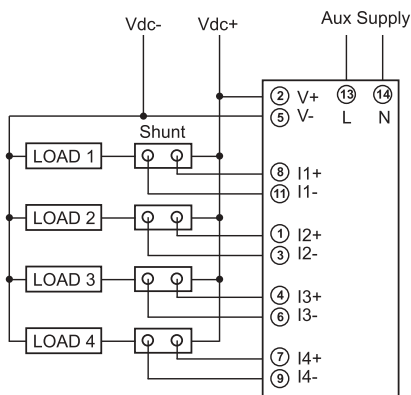 Aux Supply
Vdc- Vdc+
2 V+ 13 14
5 V- L N
Shunt
LOAD 1
8 I1+
11 I1-
LOAD 2
1 I2+
3 I2-
LOAD 3
4 I3+
6 I3-
LOAD 4
7 I4+
9 I4-